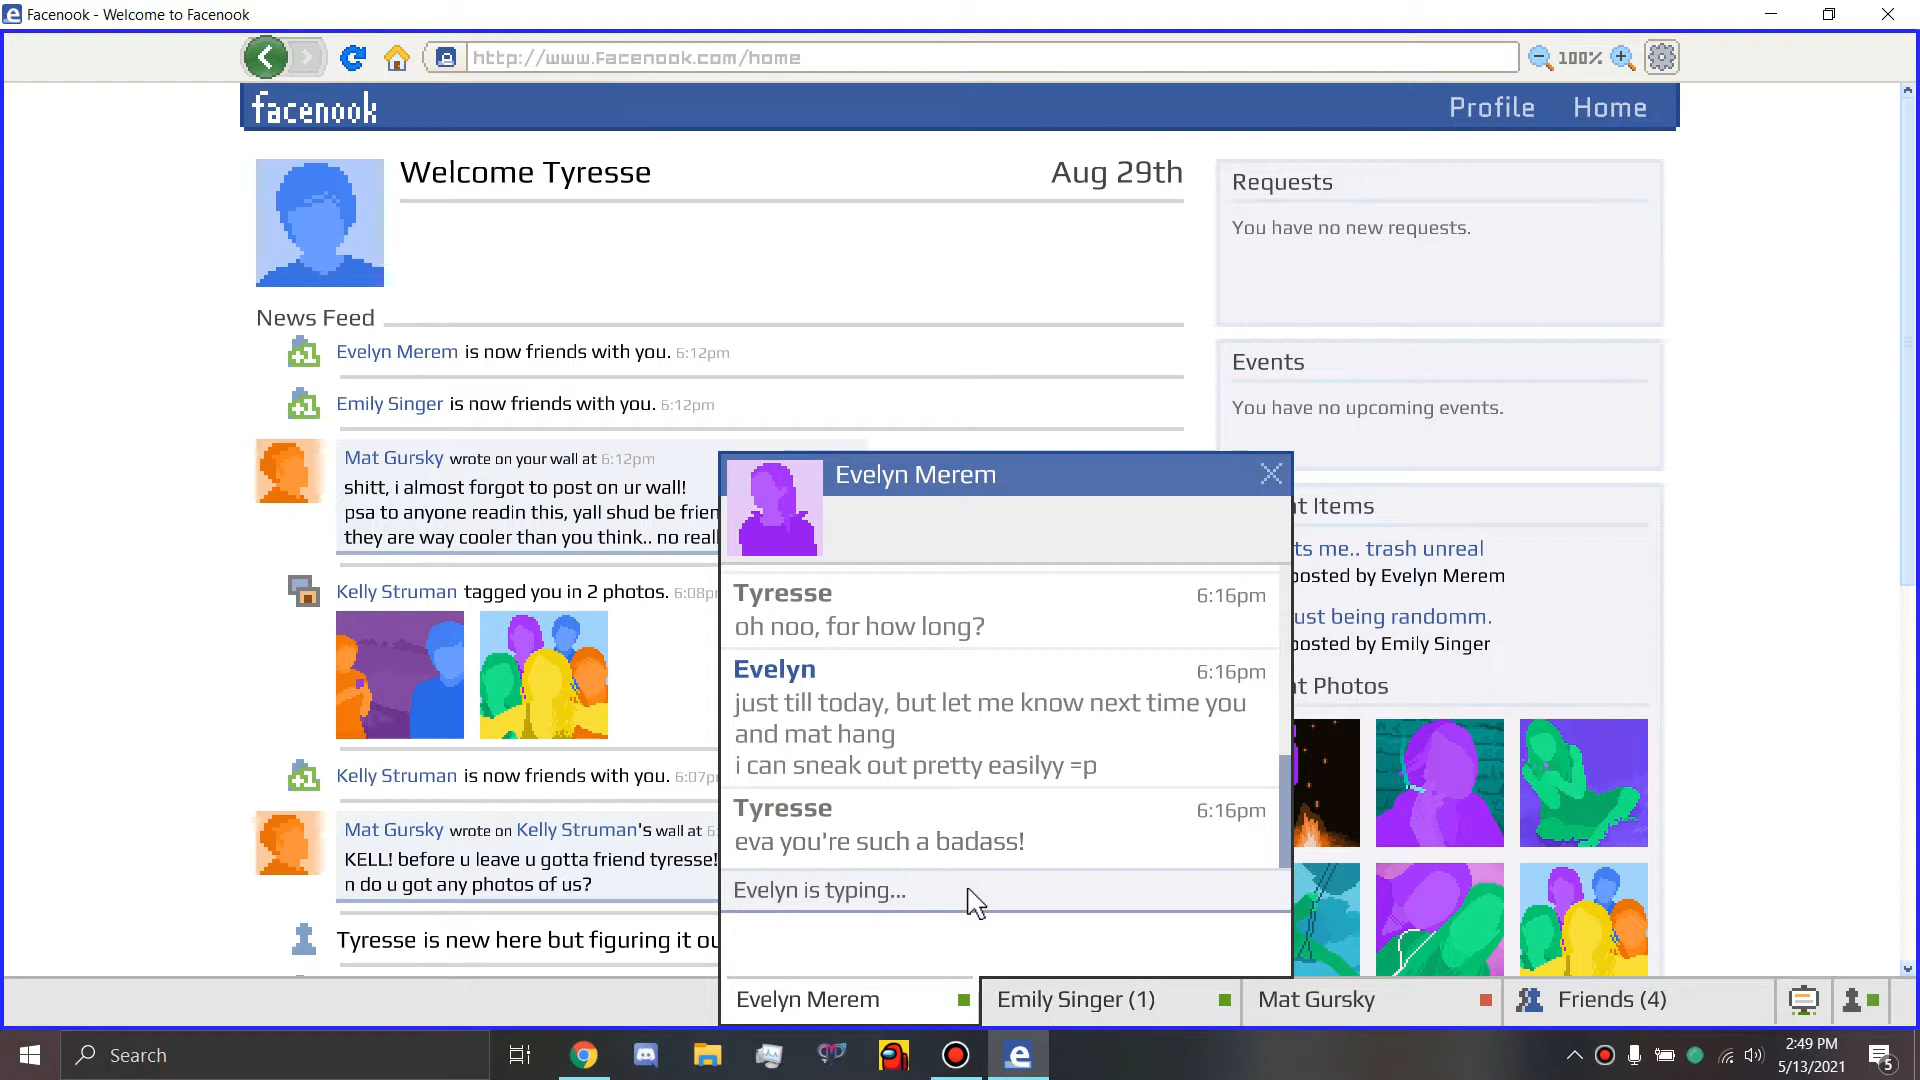 Facenook - Welcome to Facenook
http://www.Facenook.com/home
100%
facenook
Profile
Home
Welcome Tyresse
Aug 29th
News Feed
Evelyn Merem is now friends with you. 6:12pm
Emily Singer is now friends with you. 6:12pm
Mat Gursky wrote on your wall at 6:12pm
shitt, i almost forgot to post on ur wall!
psa to anyone readin this, yall shud be
they are way cooler than you think.. no
Kelly Struman tagged you in 2 photos.
Kelly Struman is now friends with you.
Mat Gursky wrote on Kelly Struman's wall at
KELL! before u leave u gotta friend tyresse!
n do u got any photos of us?
Tyresse is new here but figuring it
Requests
You have no new requests.
Events
You have no upcoming events.
Items
me.. trash unreal
posted by Evelyn Merem
being randomm.
posted by Emily Singer
Photos
Evelyn Merem
Tyresse 6:16pm
oh noo, for how long?
Evelyn 6:16pm
just till today, but let me know next time you
and mat hang
i can sneak out pretty easilyy =p
Tyresse 6:16pm
eva you're such a badass!
Evelyn is typing...
Evelyn Merem
Emily Singer (1)
Mat Gursky
Friends (4)
Search
2:49 PM
5/13/2021
5